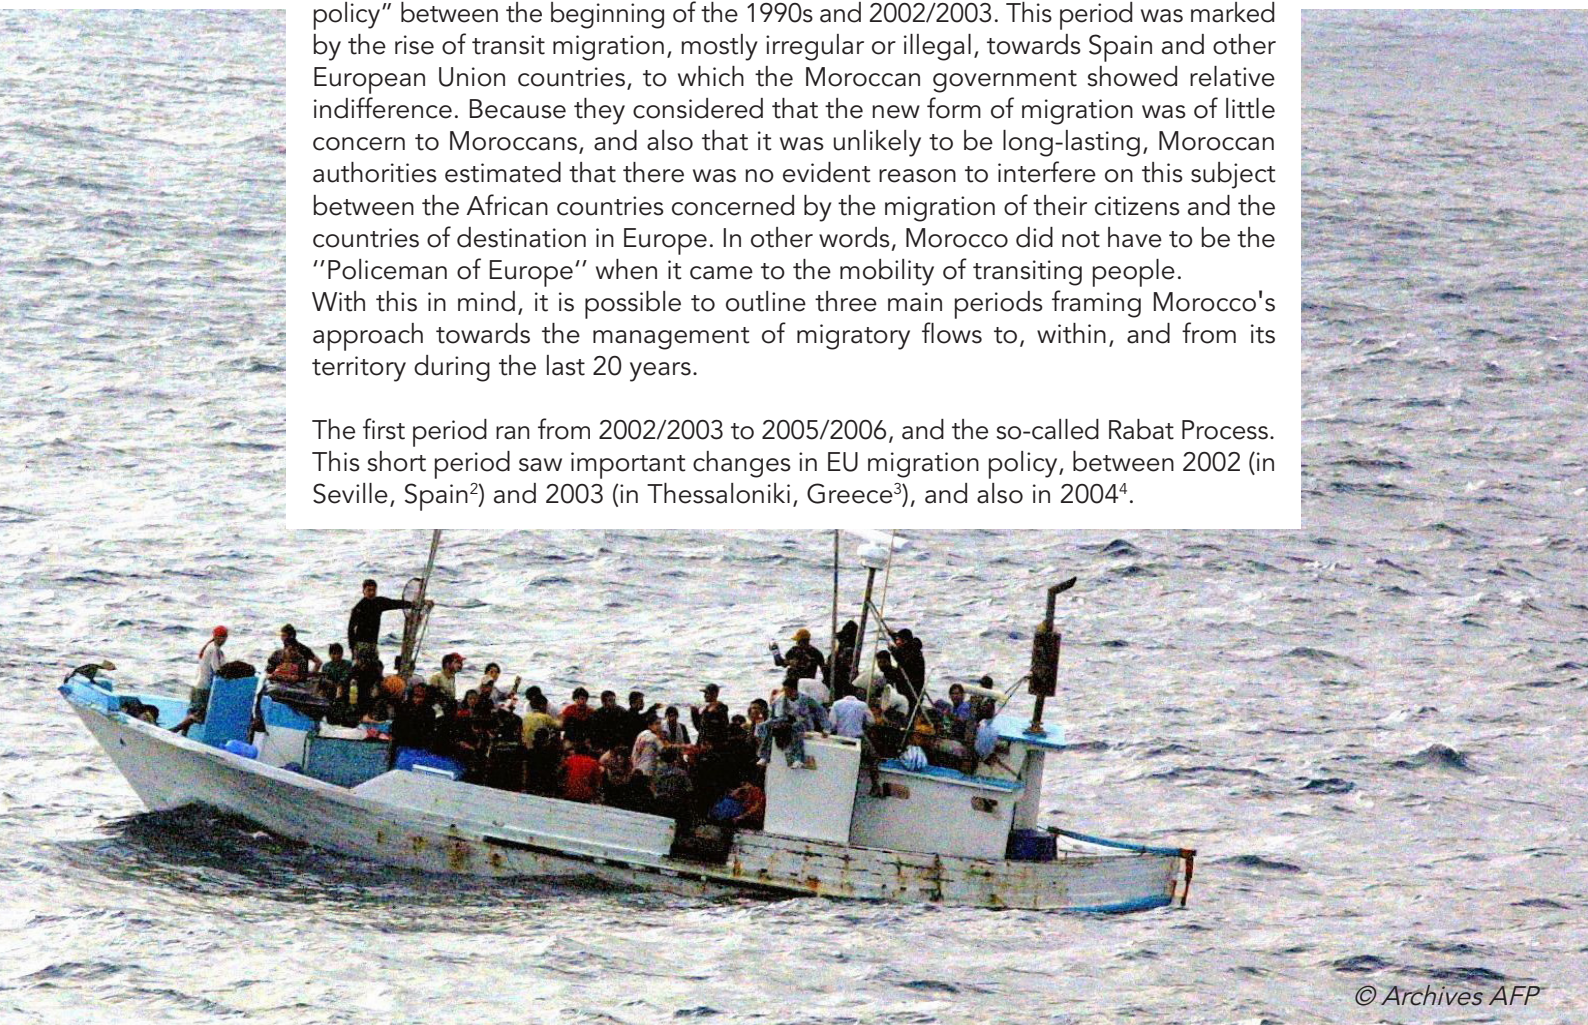 policy” between the beginning of the 1990s and 2002/2003. This period was marked
by the rise of transit migration, mostly irregular or illegal, towards Spain and other
European Union countries, to which the Moroccan government showed relative
indifference. Because they considered that the new form of migration was of little
concern to Moroccans, and also that it was unlikely to be long-lasting, Moroccan
authorities estimated that there was no evident reason to interfere on this subject
between the African countries concerned by the migration of their citizens and the
countries of destination in Europe. In other words, Morocco did not have to be the
‘‘Policeman of Europe’’ when it came to the mobility of transiting people.
With this in mind, it is possible to outline three main periods framing Morocco's
approach towards the management of migratory flows to, within, and from its
territory during the last 20 years.
The first period ran from 2002/2003 to 2005/2006, and the so-called Rabat Process.
This short period saw important changes in EU migration policy, between 2002 (in
Seville, Spain²) and 2003 (in Thessaloniki, Greece³), and also in 2004⁴.
© Archives AFP